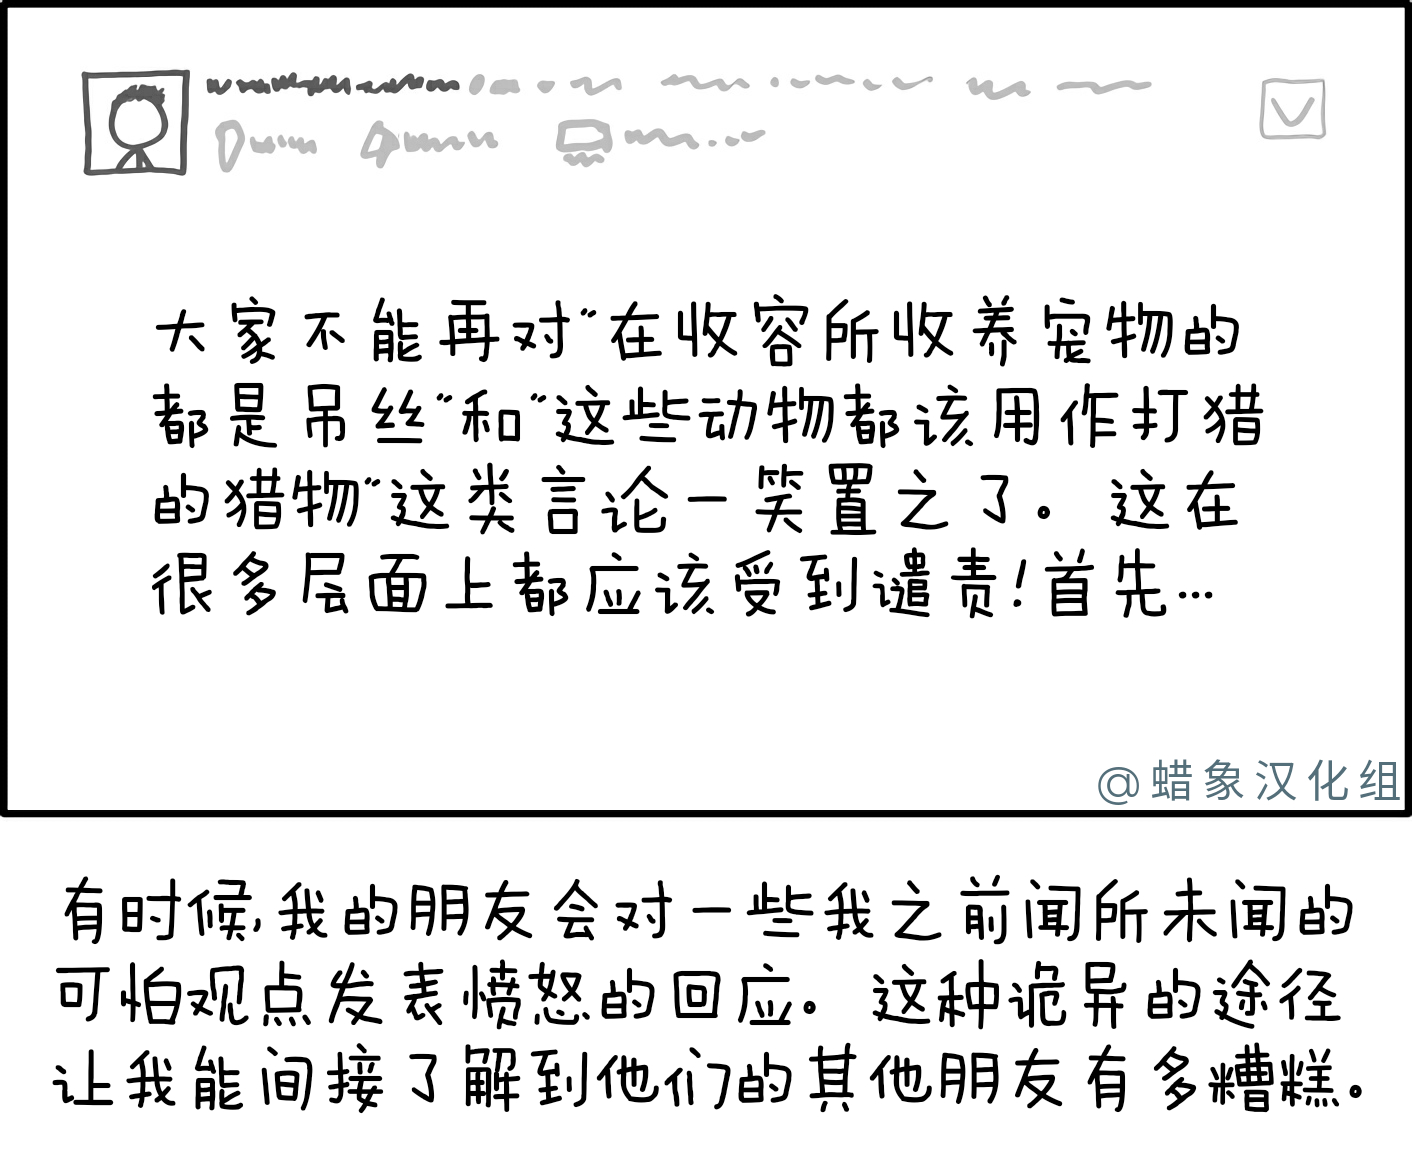 大家不能再对"在收容所收养宠物的
都是吊丝"和"这些动物都该用作打猎
的猎物"这类言论一笑置之了。这在
很多层面上都应该受到谴责!首先…
@蜡象汉化组
有时候,我的朋友会对一些我之前闻所未闻的
可怕观点发表愤怒的回应。这种诡异的途径
让我能间接了解到他们的其他朋友有多糟糕。